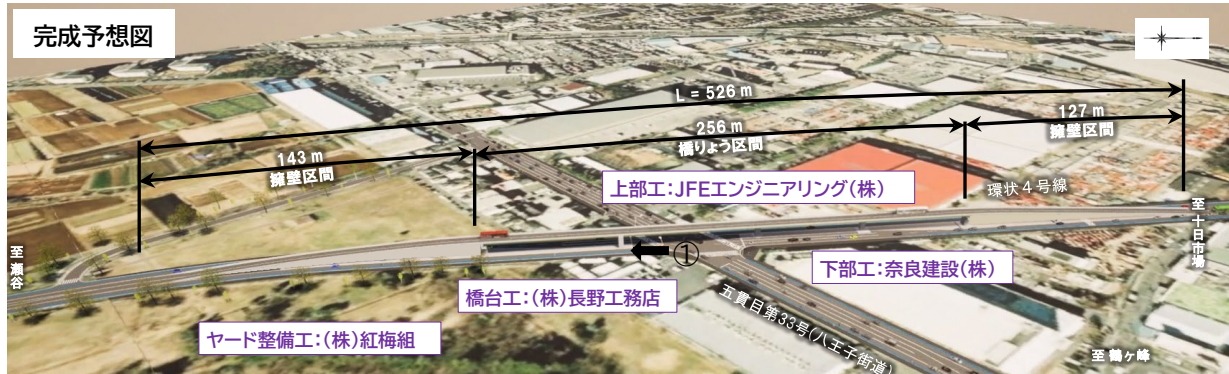 完成予想図
L = 526 m
143 m
擁壁区間
256 m
橋りょう区間
127 m
擁壁区間
上部工:JFEエンジニアリング(株)
環状4号線
至 十日市場
至 瀬谷
①
下部工:奈良建設(株)
橋台工:(株)長野工務店
五貫目第33号(八王子街道)
ヤード整備工:(株)紅梅組
至 鶴ヶ峰